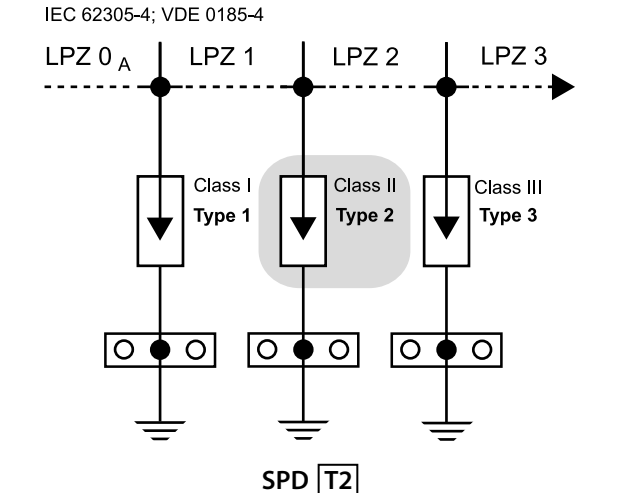 IEC 62305-4; VDE 0185-4
LPZ 0 A LPZ 1 LPZ 2 LPZ 3
Class I Class II Class III
Type 1 Type 2 Type 3
SPD T2